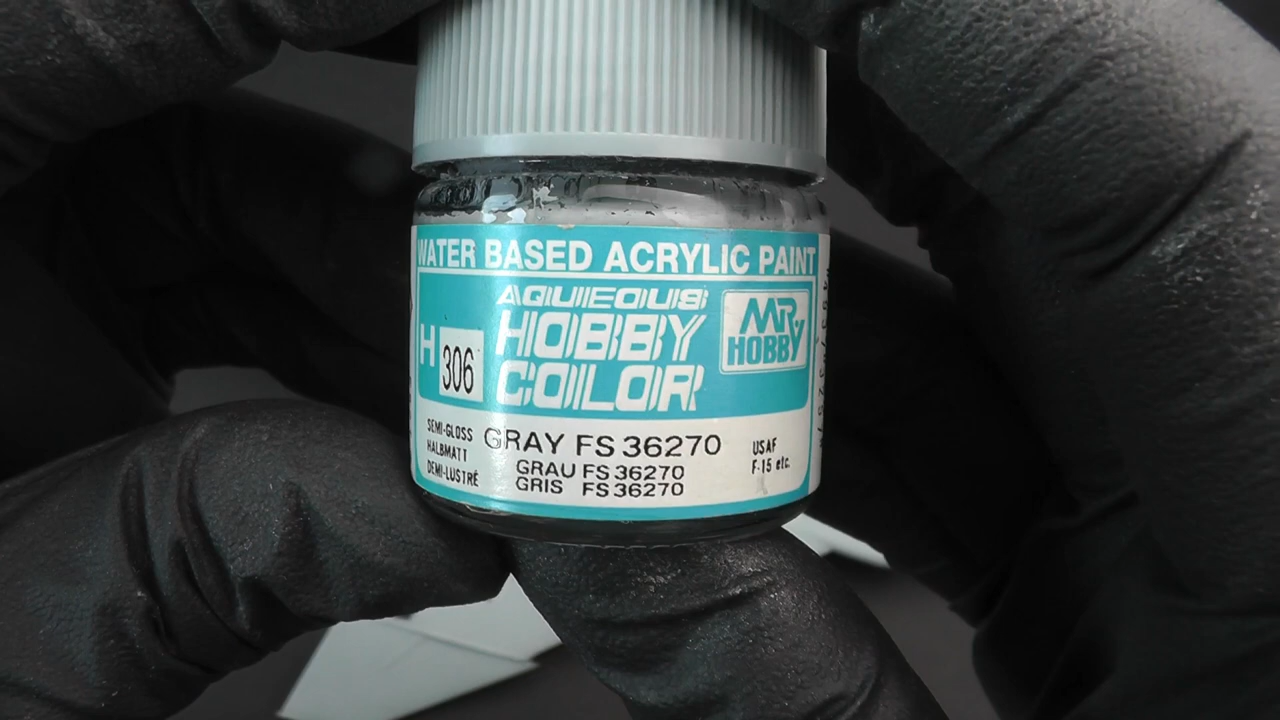 WATER BASED ACRYLIC PAINT
AQUEOUS
HOBBY
COLOR
MR
HOBBY
H
306
SEMI-GLOSS
HALBMATT
DEMI-LUSTRÉ
GRAY FS 36270
GRAU FS 36270
GRIS FS 36270
USAF
F-15 etc.